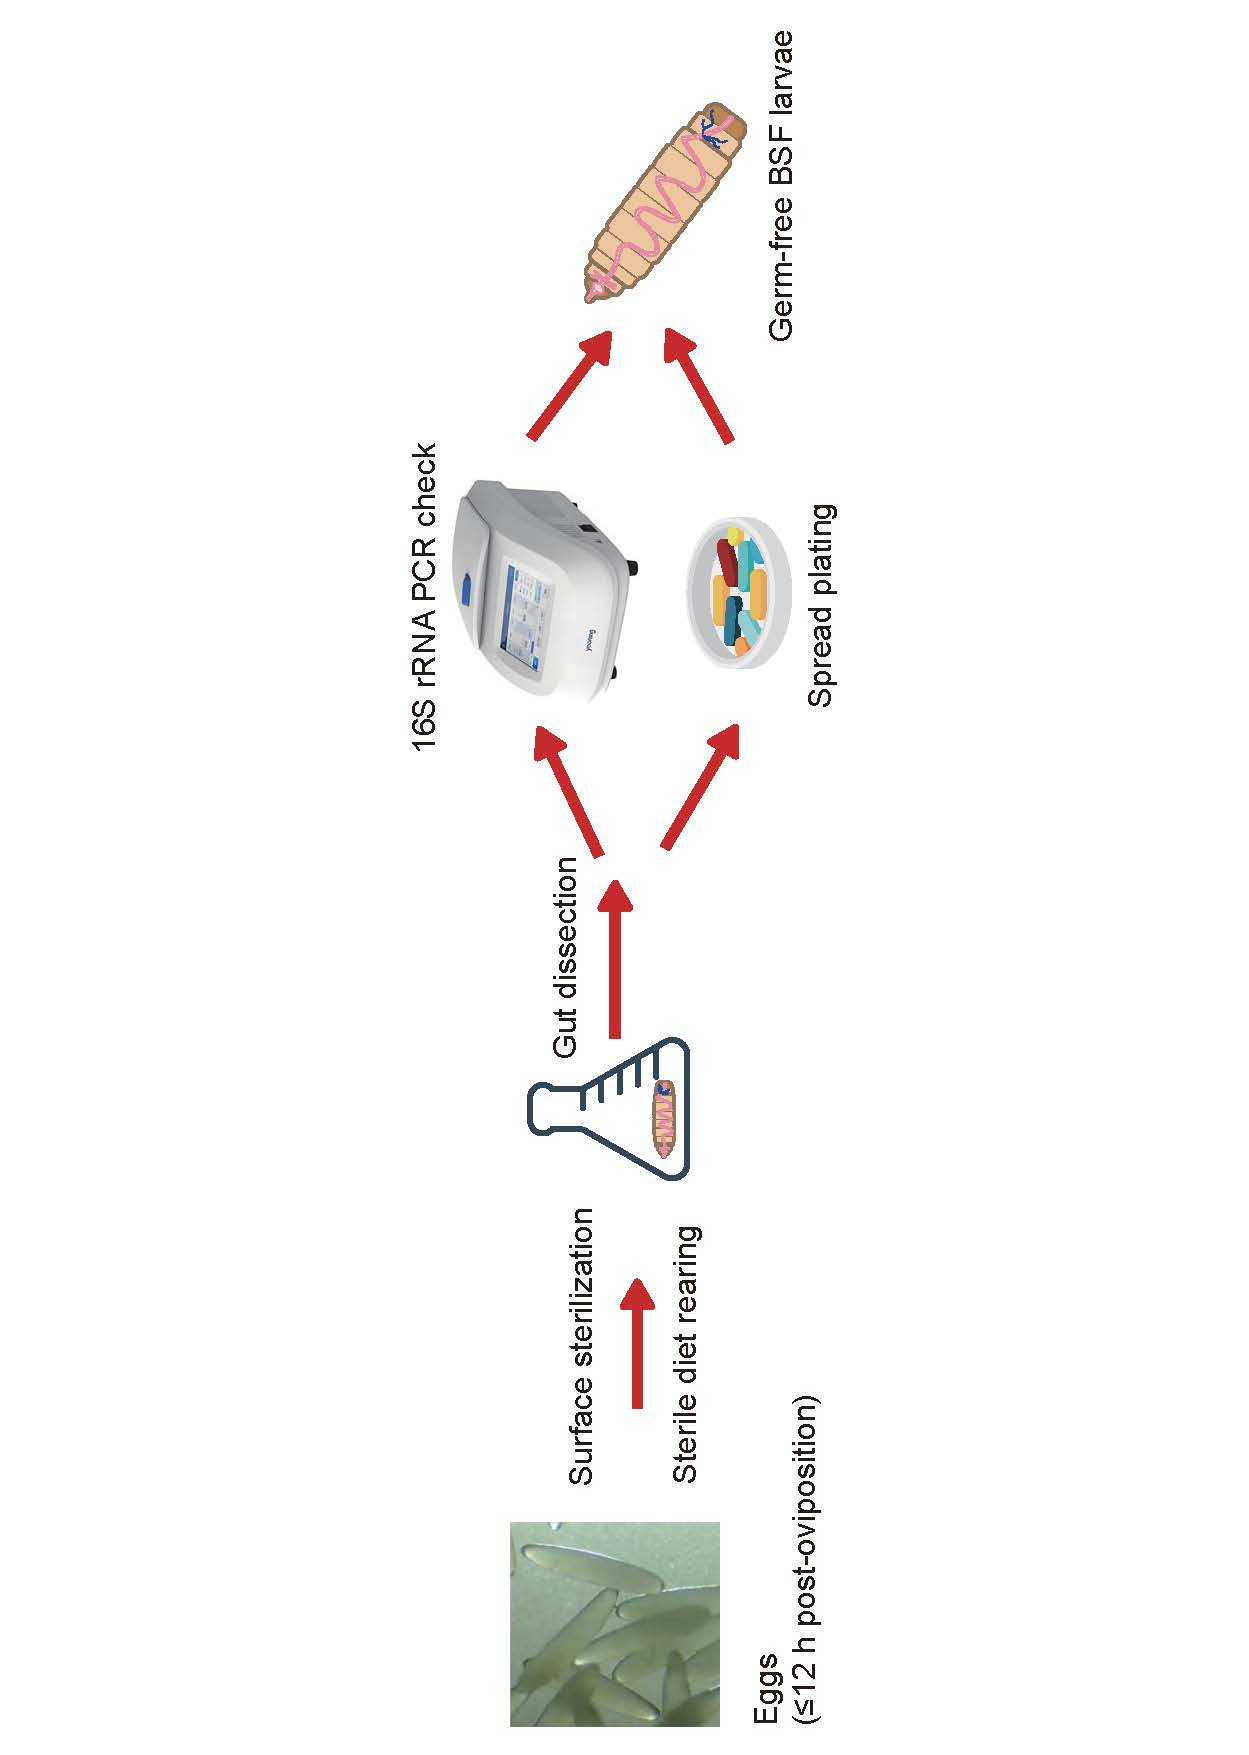 Eggs
(≤12 h post-oviposition)
Surface sterilization
Sterile diet rearing
Gut dissection
16S rRNA PCR check
Spread plating
Germ-free BSF larvae